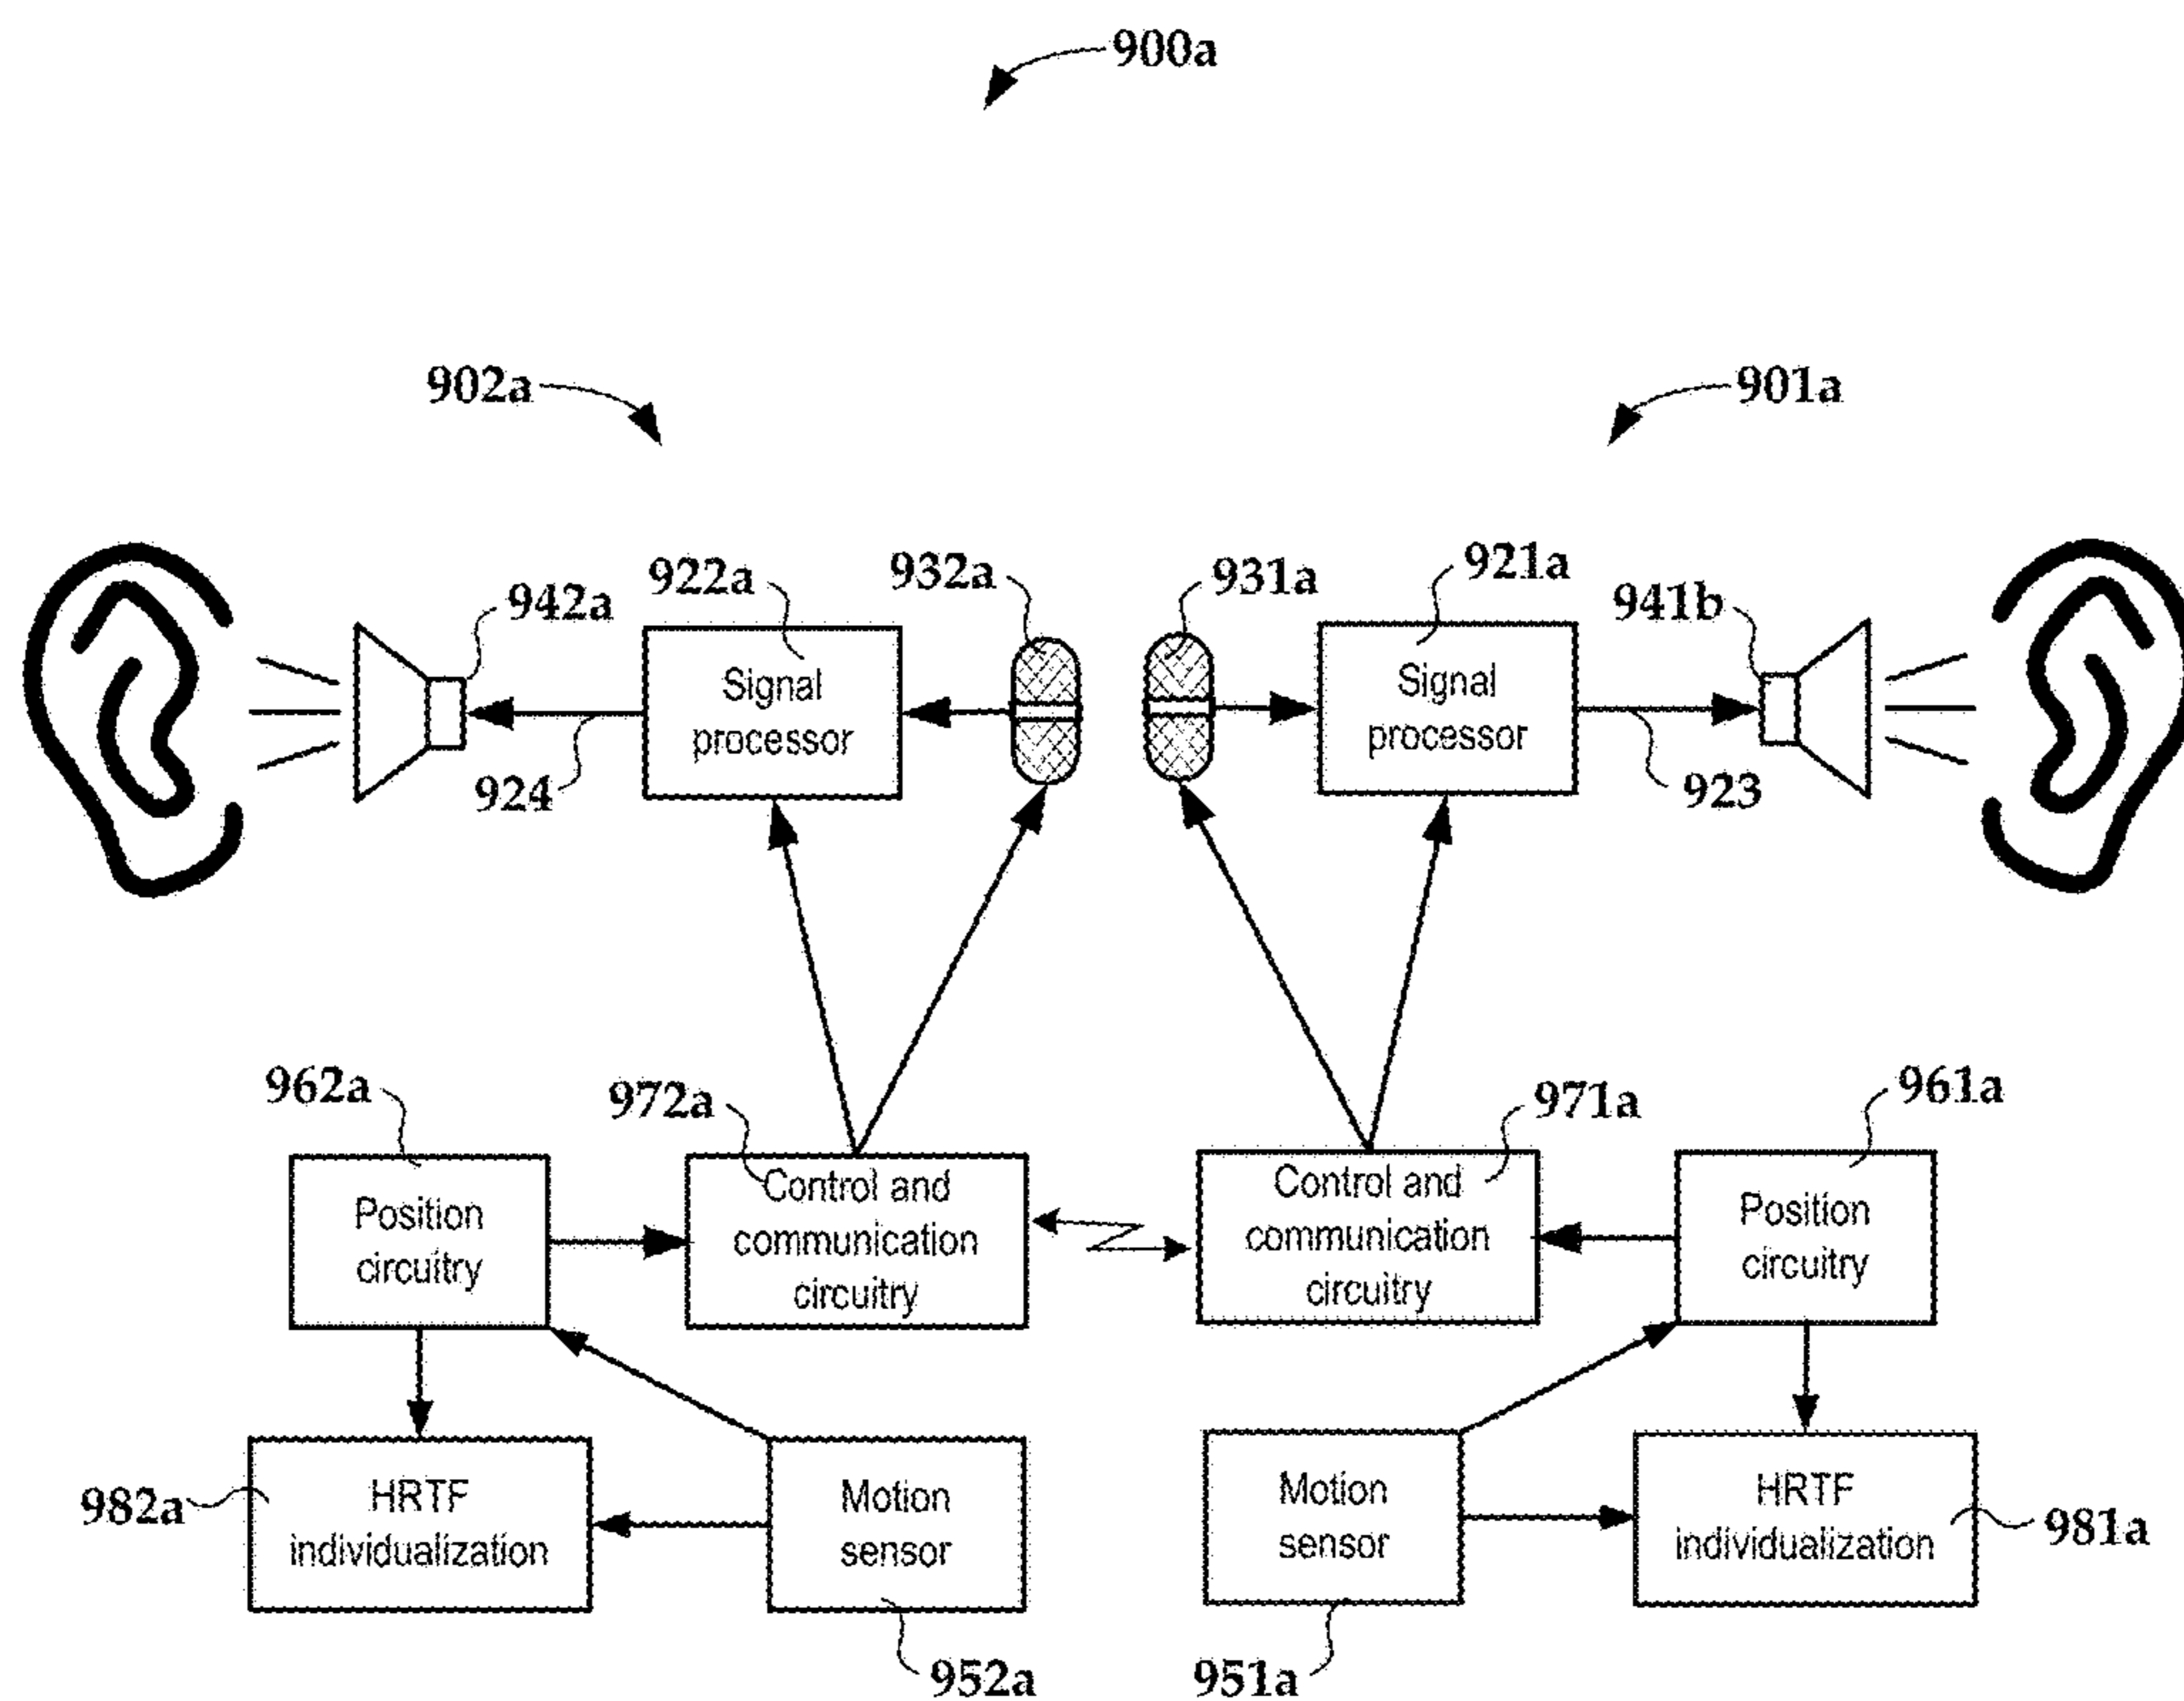 900a
902a
901a
942a
922a
932a
931a
921a
941b
Signal
processor
Signal
processor
924
923
962a
972a
971a
961a
Position
circuitry
Control and
communication
circuitry
Control and
communication
circuitry
Position
circuitry
982a
HRTF
individualization
Motion
sensor
Motion
sensor
HRTF
individualization
981a
952a
951a